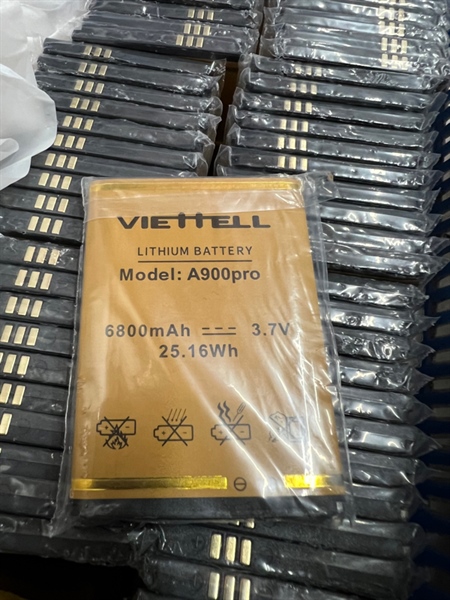 VIETTELL
LITHIUM BATTERY
Model: A900pro
6800mAh ⎓ 3.7V
25.16Wh